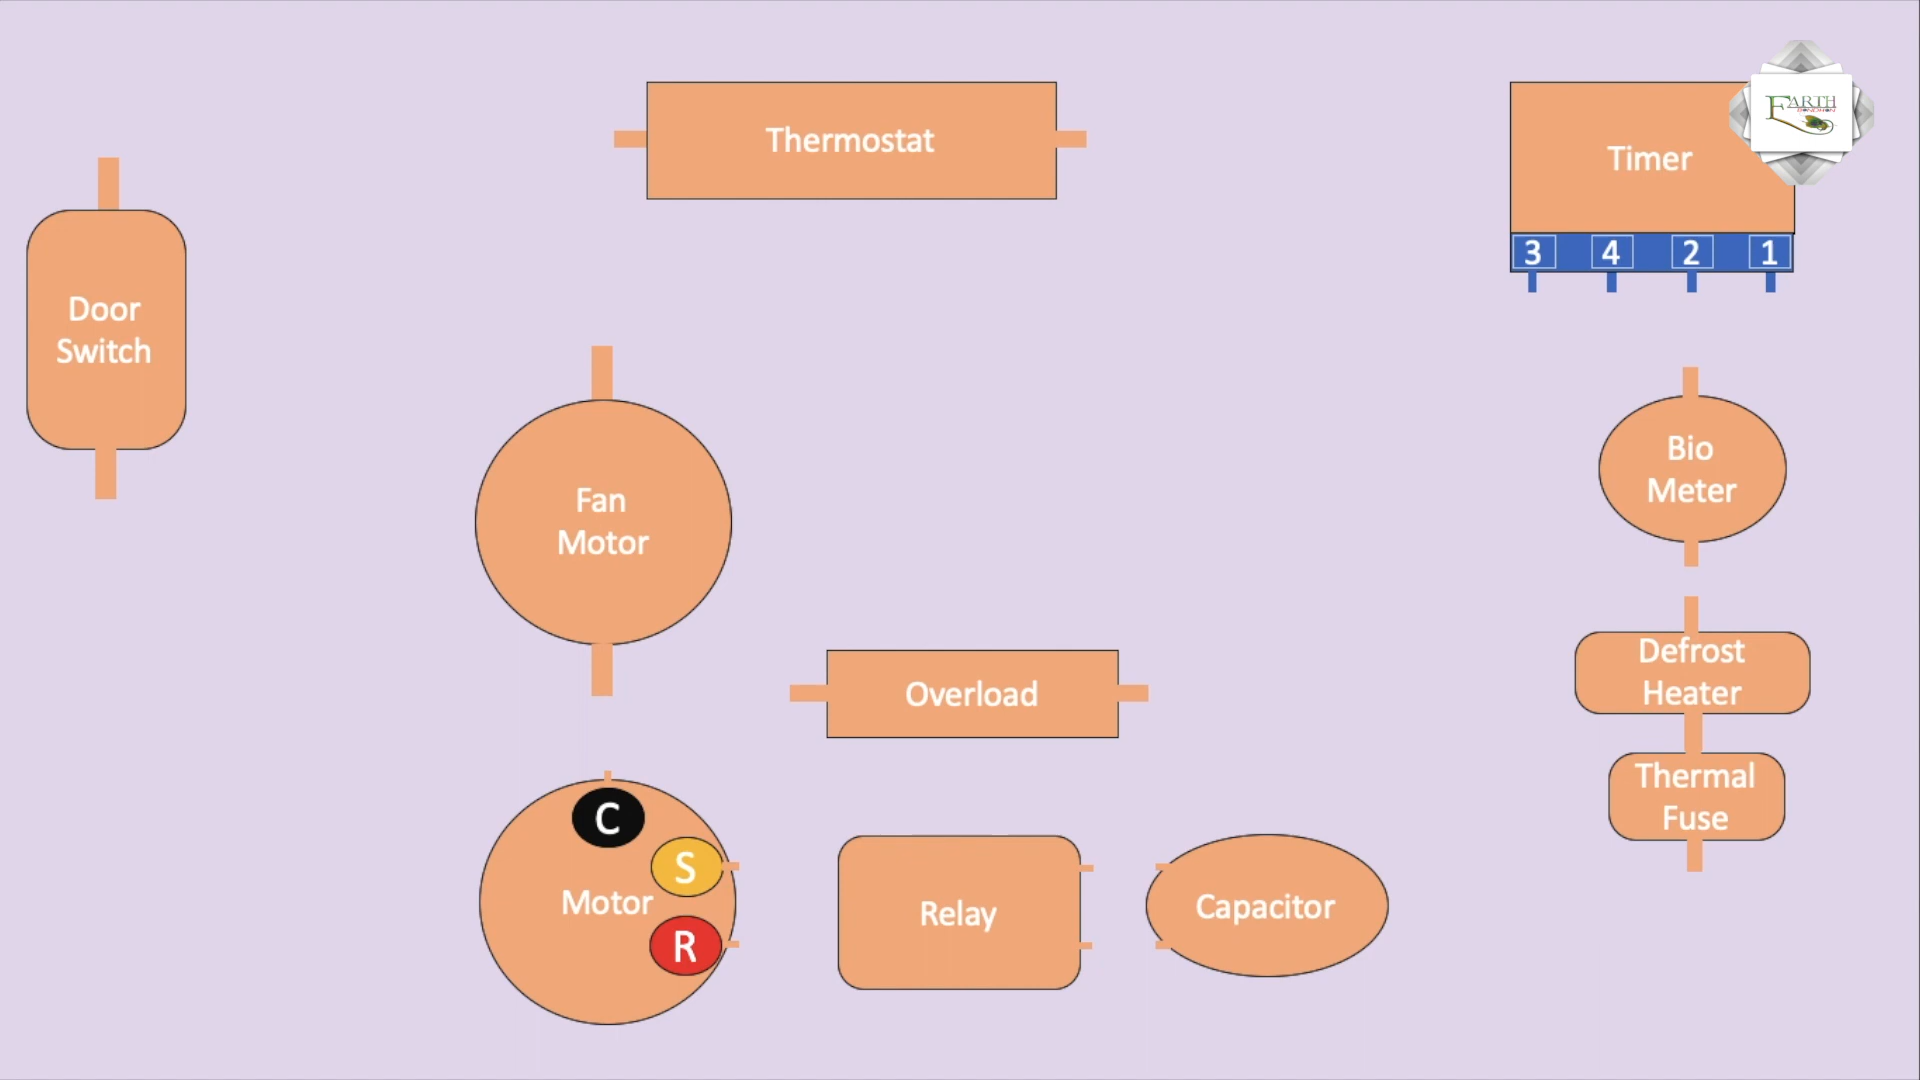 Thermostat
Timer
EARTH
3 4 2 1
Door
Switch
Fan
Motor
Bio
Meter
Defrost
Heater
Overload
Thermal
Fuse
C
S
Motor
R
Relay
Capacitor